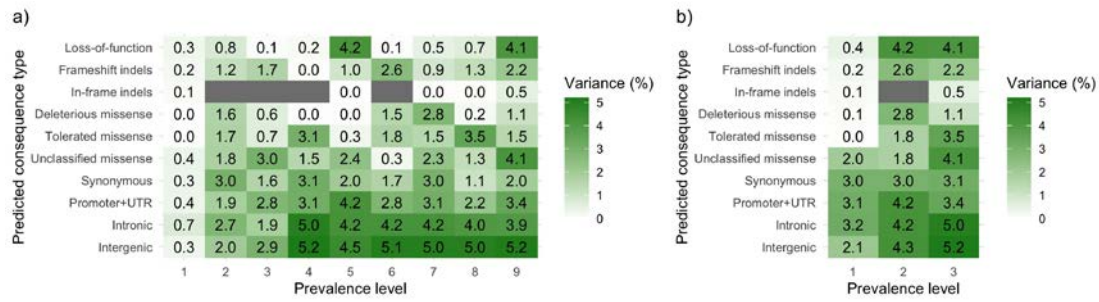 a)
Predicted consequence type
Loss-of-function 0.3 0.8 0.1 0.2 4.2 0.1 0.5 0.7 4.1
Frameshift indels 0.2 1.2 1.7 0.0 1.0 2.6 0.9 1.3 2.2
In-frame indels 0.1 0.0 0.0 0.0 0.5
Deleterious missense 0.0 1.6 0.6 0.0 0.0 1.5 2.8 0.2 1.1
Tolerated missense 0.0 1.7 0.7 3.1 0.3 1.8 1.5 3.5 1.5
Unclassified missense 0.4 1.8 3.0 1.5 2.4 0.3 2.3 1.3 4.1
Synonymous 0.3 3.0 1.6 3.1 2.0 1.7 3.0 1.1 2.0
Promoter+UTR 0.4 1.9 2.8 3.1 4.2 2.8 3.1 2.2 3.4
Intronic 0.7 2.7 1.9 5.0 4.2 4.2 4.2 4.0 3.9
Intergenic 0.3 2.0 2.9 5.2 4.5 5.1 5.0 5.0 5.2
1 2 3 4 5 6 7 8 9
Prevalence level
Variance (%)
5
4
3
2
1
0
b)
Predicted consequence type
Loss-of-function 0.4 4.2 4.1
Frameshift indels 0.2 2.6 2.2
In-frame indels 0.1 0.5
Deleterious missense 0.1 2.8 1.1
Tolerated missense 0.0 1.8 3.5
Unclassified missense 2.0 1.8 4.1
Synonymous 3.0 3.0 3.1
Promoter+UTR 3.1 4.2 3.4
Intronic 3.2 4.2 5.0
Intergenic 2.1 4.3 5.2
1 2 3
Prevalence level
Variance (%)
5
4
3
2
1
0